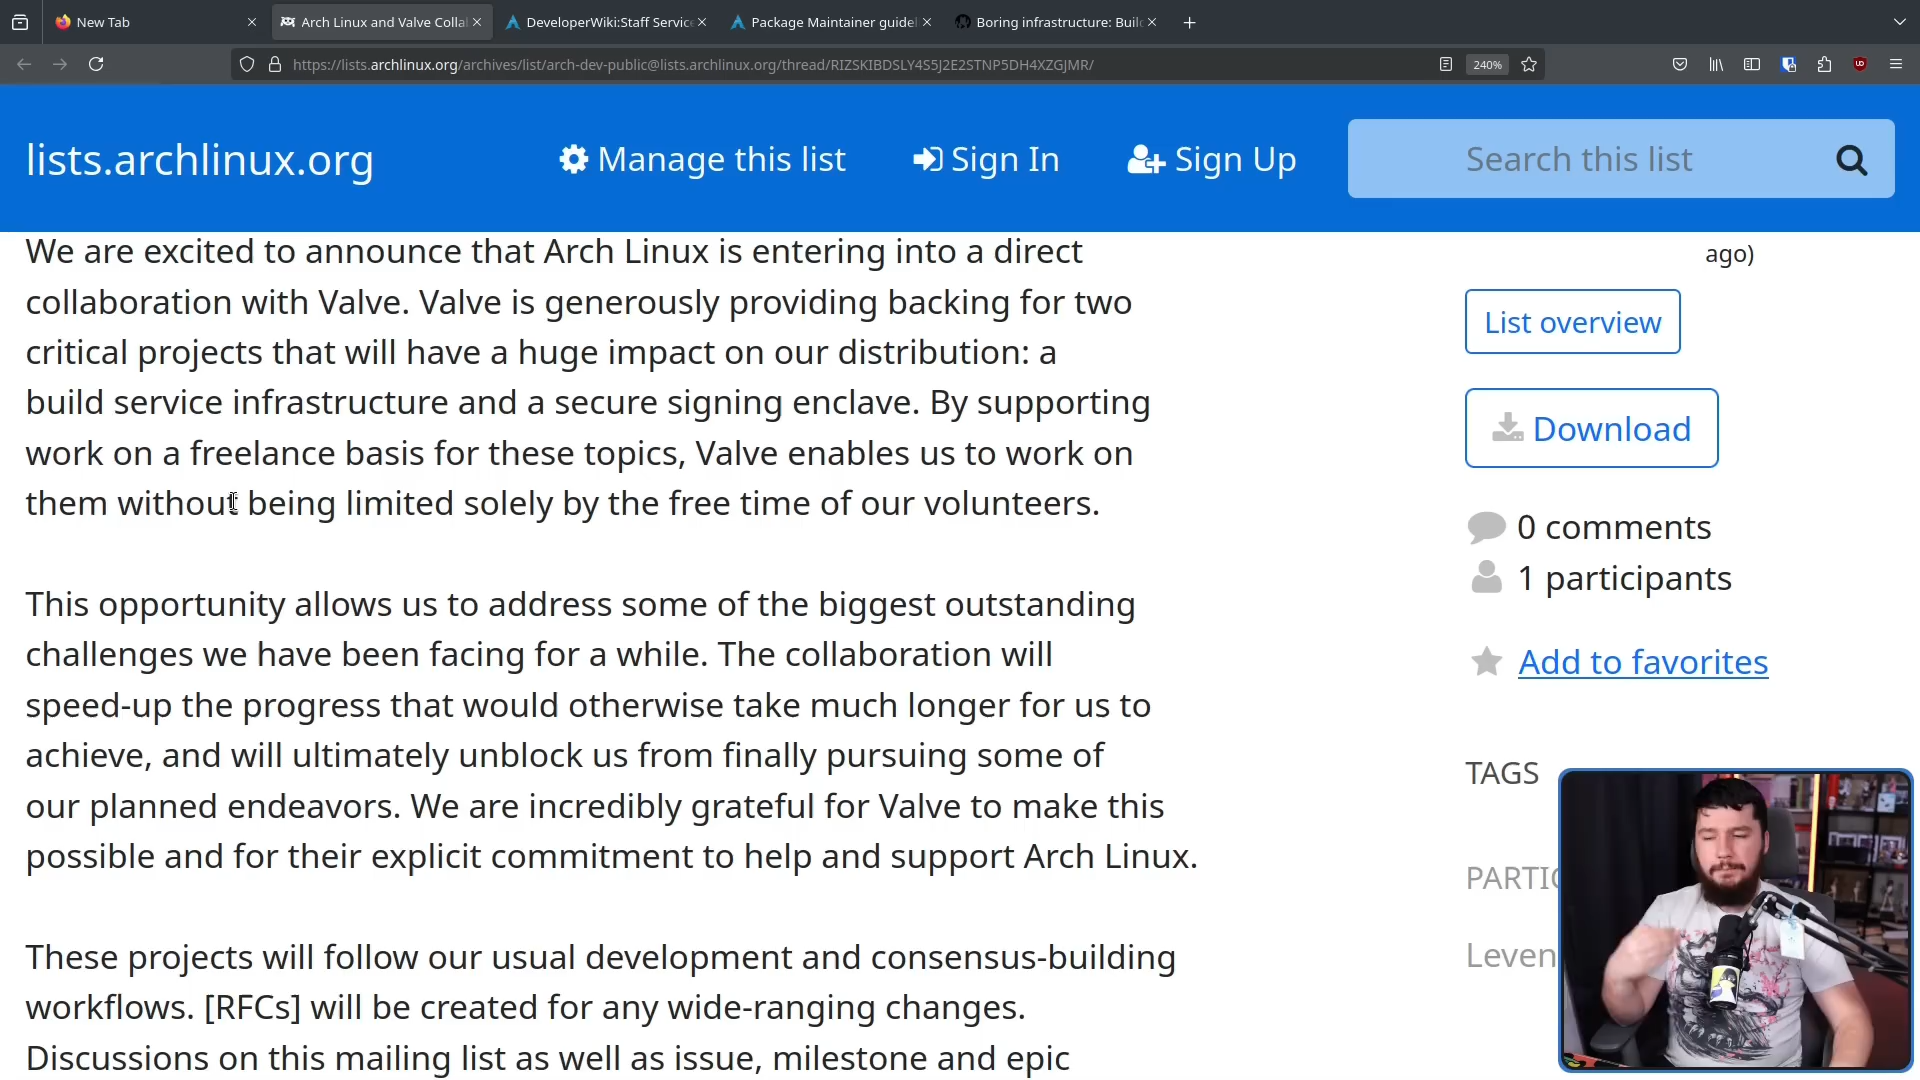 New Tab
Arch Linux and Valve Colla
DeveloperWiki:Staff Service
Package Maintainer guidel
Boring infrastructure: Buil
https://lists.archlinux.org/archives/list/arch-dev-public@lists.archlinux.org/thread/RIZSKIBDSLY4S5J2E2STNP5DH4XZGJMR/
240%
lists.archlinux.org
Manage this list
Sign In
Sign Up
Search this list
We are excited to announce that Arch Linux is entering into a direct
collaboration with Valve. Valve is generously providing backing for two
critical projects that will have a huge impact on our distribution: a
build service infrastructure and a secure signing enclave. By supporting
work on a freelance basis for these topics, Valve enables us to work on
them without being limited solely by the free time of our volunteers.
This opportunity allows us to address some of the biggest outstanding
challenges we have been facing for a while. The collaboration will
speed-up the progress that would otherwise take much longer for us to
achieve, and will ultimately unblock us from finally pursuing some of
our planned endeavors. We are incredibly grateful for Valve to make this
possible and for their explicit commitment to help and support Arch Linux.
These projects will follow our usual development and consensus-building
workflows. [RFCs] will be created for any wide-ranging changes.
Discussions on this mailing list as well as issue, milestone and epic
ago)
List overview
Download
0 comments
1 participants
Add to favorites
TAGS
PARTIC
Leven